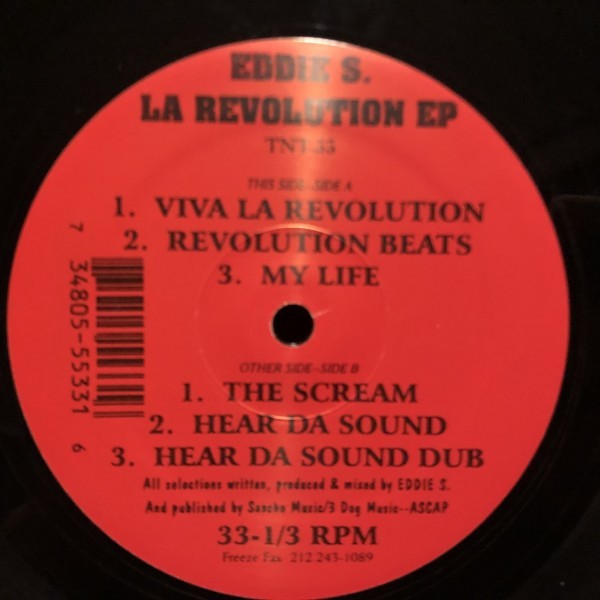 EDDIE S.
LA REVOLUTION EP
TNT-33
THIS SIDE--SIDE A
1. VIVA LA REVOLUTION
2. REVOLUTION BEATS
3. MY LIFE
7 34805-55331 6
OTHER SIDE--SIDE B
1. THE SCREAM
2. HEAR DA SOUND
3. HEAR DA SOUND DUB
All selections written, produced & mixed by EDDIE S.
And published by Sancho Music/3 Dog Music--ASCAP
33-1/3 RPM
Freeze Fax 212 243-1089